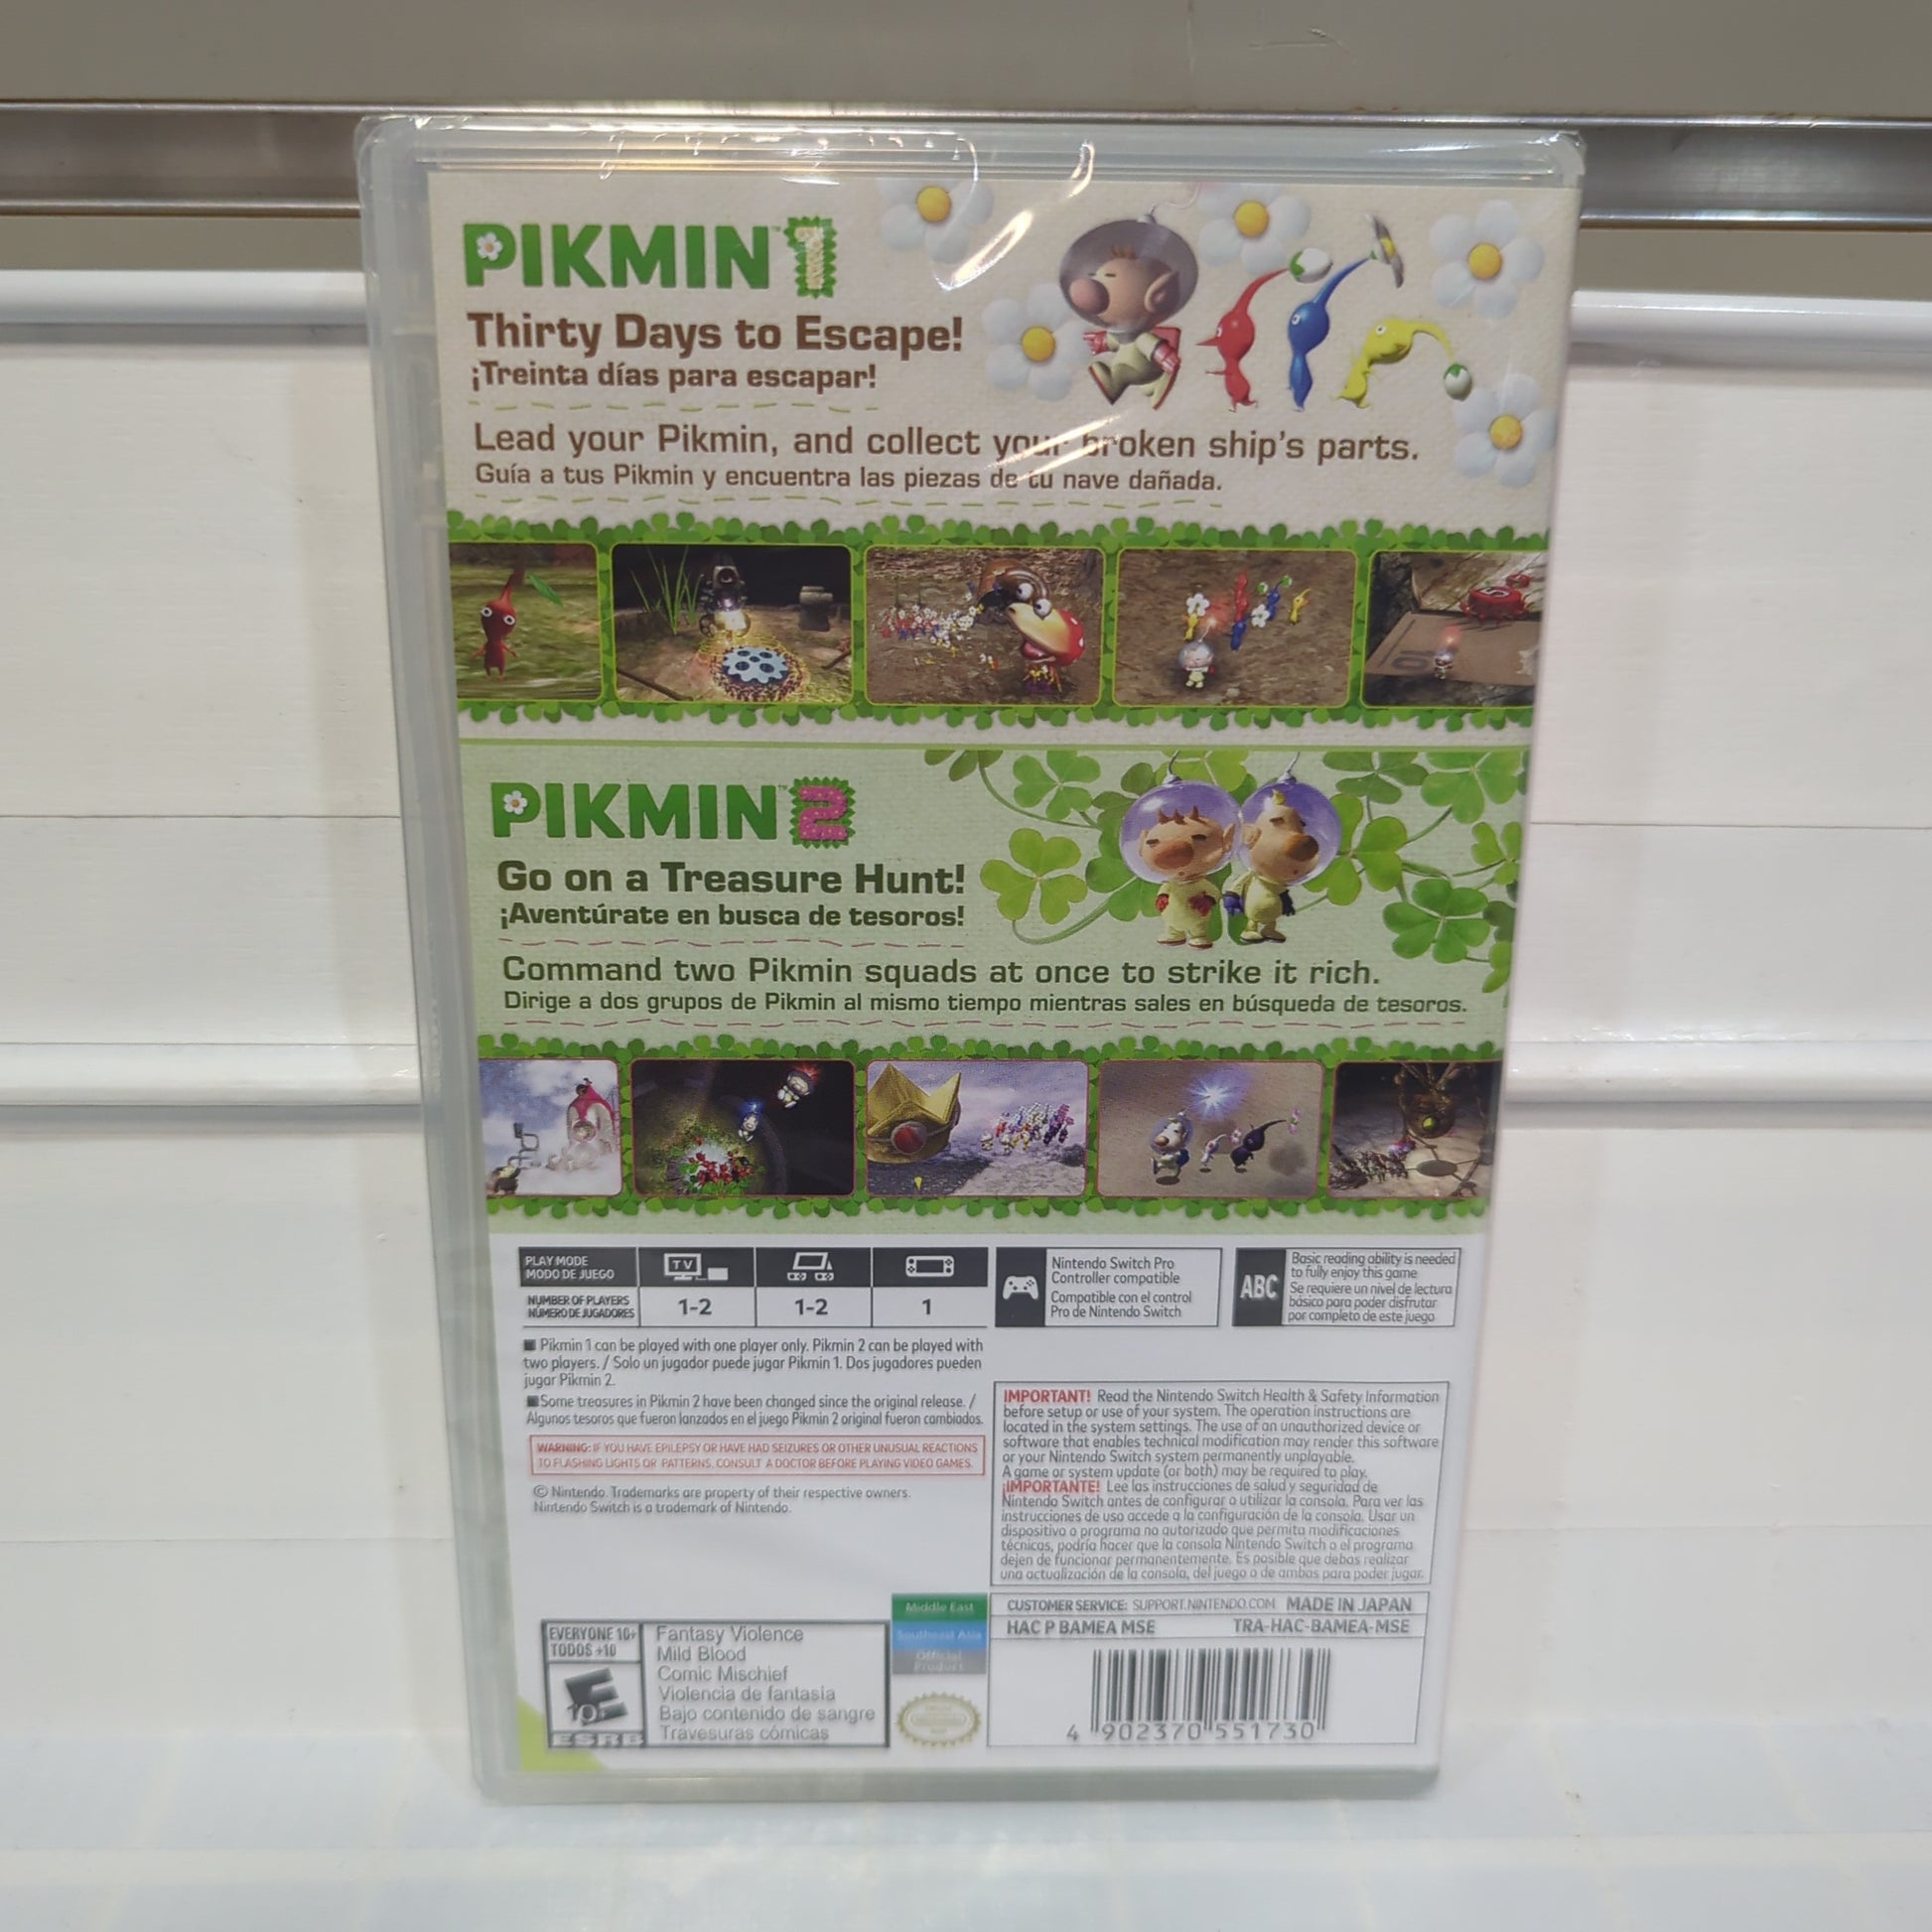 PIKMIN™ 1
Thirty Days to Escape!
¡Treinta días para escapar!
Lead your Pikmin, and collect your broken ship's parts.
Guía a tus Pikmin y encuentra las piezas de tu nave dañada.
PIKMIN™ 2
Go on a Treasure Hunt!
¡Aventúrate en busca de tesoros!
Command two Pikmin squads at once to strike it rich.
Dirige a dos grupos de Pikmin al mismo tiempo mientras sales en búsqueda de tesoros.
PLAY MODE
MODO DE JUEGO
TV
NUMBER OF PLAYERS
NÚMERO DE JUGADORES
1-2
1-2
1
Nintendo Switch Pro
Controller compatible
Compatible con el control
Pro de Nintendo Switch
ABC
Basic reading ability is needed
to fully enjoy this game
Se requiere un nivel de lectura
básico para poder disfrutar
por completo de este juego
■ Pikmin 1 can be played with one player only. Pikmin 2 can be played with
two players. / Solo un jugador puede jugar Pikmin 1. Dos jugadores pueden
jugar Pikmin 2.
■ Some treasures in Pikmin 2 have been changed since the original release. /
Algunos tesoros que fueron lanzados en el juego Pikmin 2 original fueron cambiados.
WARNING: IF YOU HAVE EPILEPSY OR HAVE HAD SEIZURES OR OTHER UNUSUAL REACTIONS
TO FLASHING LIGHTS OR PATTERNS, CONSULT A DOCTOR BEFORE PLAYING VIDEO GAMES.
© Nintendo. Trademarks are property of their respective owners.
Nintendo Switch is a trademark of Nintendo.
IMPORTANT! Read the Nintendo Switch Health & Safety Information
before setup or use of your system. The operation instructions are
located in the system settings. The use of an unauthorized device or
software that enables technical modification may render this software
or your Nintendo Switch system permanently unplayable.
A game or system update (or both) may be required to play.
¡IMPORTANTE! Lee las instrucciones de salud y seguridad de
Nintendo Switch antes de configurar o utilizar la consola. Para ver las
instrucciones de uso accede a la configuración de la consola. Usar un
dispositivo o programa no autorizado que permita modificaciones
técnicas, podría hacer que la consola Nintendo Switch o el programa
dejen de funcionar permanentemente. Es posible que debas realizar
una actualización de la consola, del juego o de ambos para poder jugar.
CUSTOMER SERVICE: SUPPORT.NINTENDO.COM MADE IN JAPAN
HAC P BAMEA MSE TRA-HAC-BAMEA-MSE
4 902370 551730
Middle East
Southeast Asia
Official
Product
EVERYONE 10+
TODOS +10
E
10+
ESRB
Fantasy Violence
Mild Blood
Comic Mischief
Violencia de fantasía
Bajo contenido de sangre
Travesuras cómicas